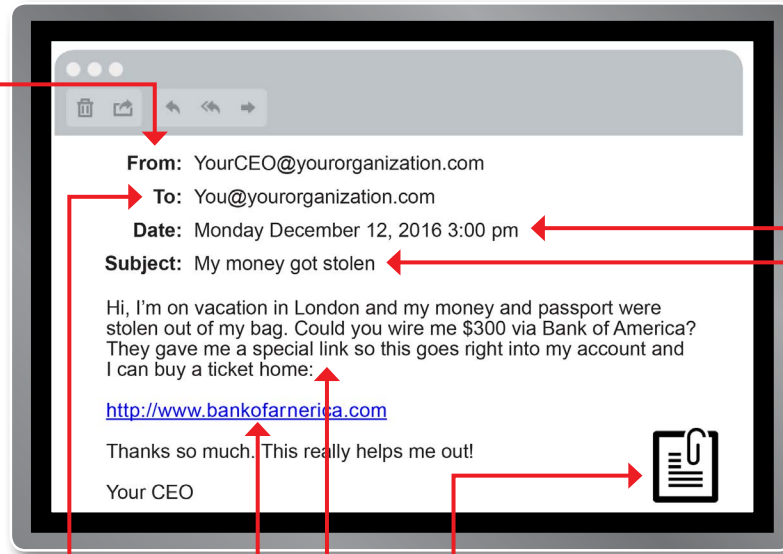 From: YourCEO@yourorganization.com
To: You@yourorganization.com
Date: Monday December 12, 2016 3:00 pm
Subject: My money got stolen
Hi, I'm on vacation in London and my money and passport were
stolen out of my bag. Could you wire me $300 via Bank of America?
They gave me a special link so this goes right into my account and
I can buy a ticket home:
http://www.bankofarnerica.com
Thanks so much. This really helps me out!
Your CEO